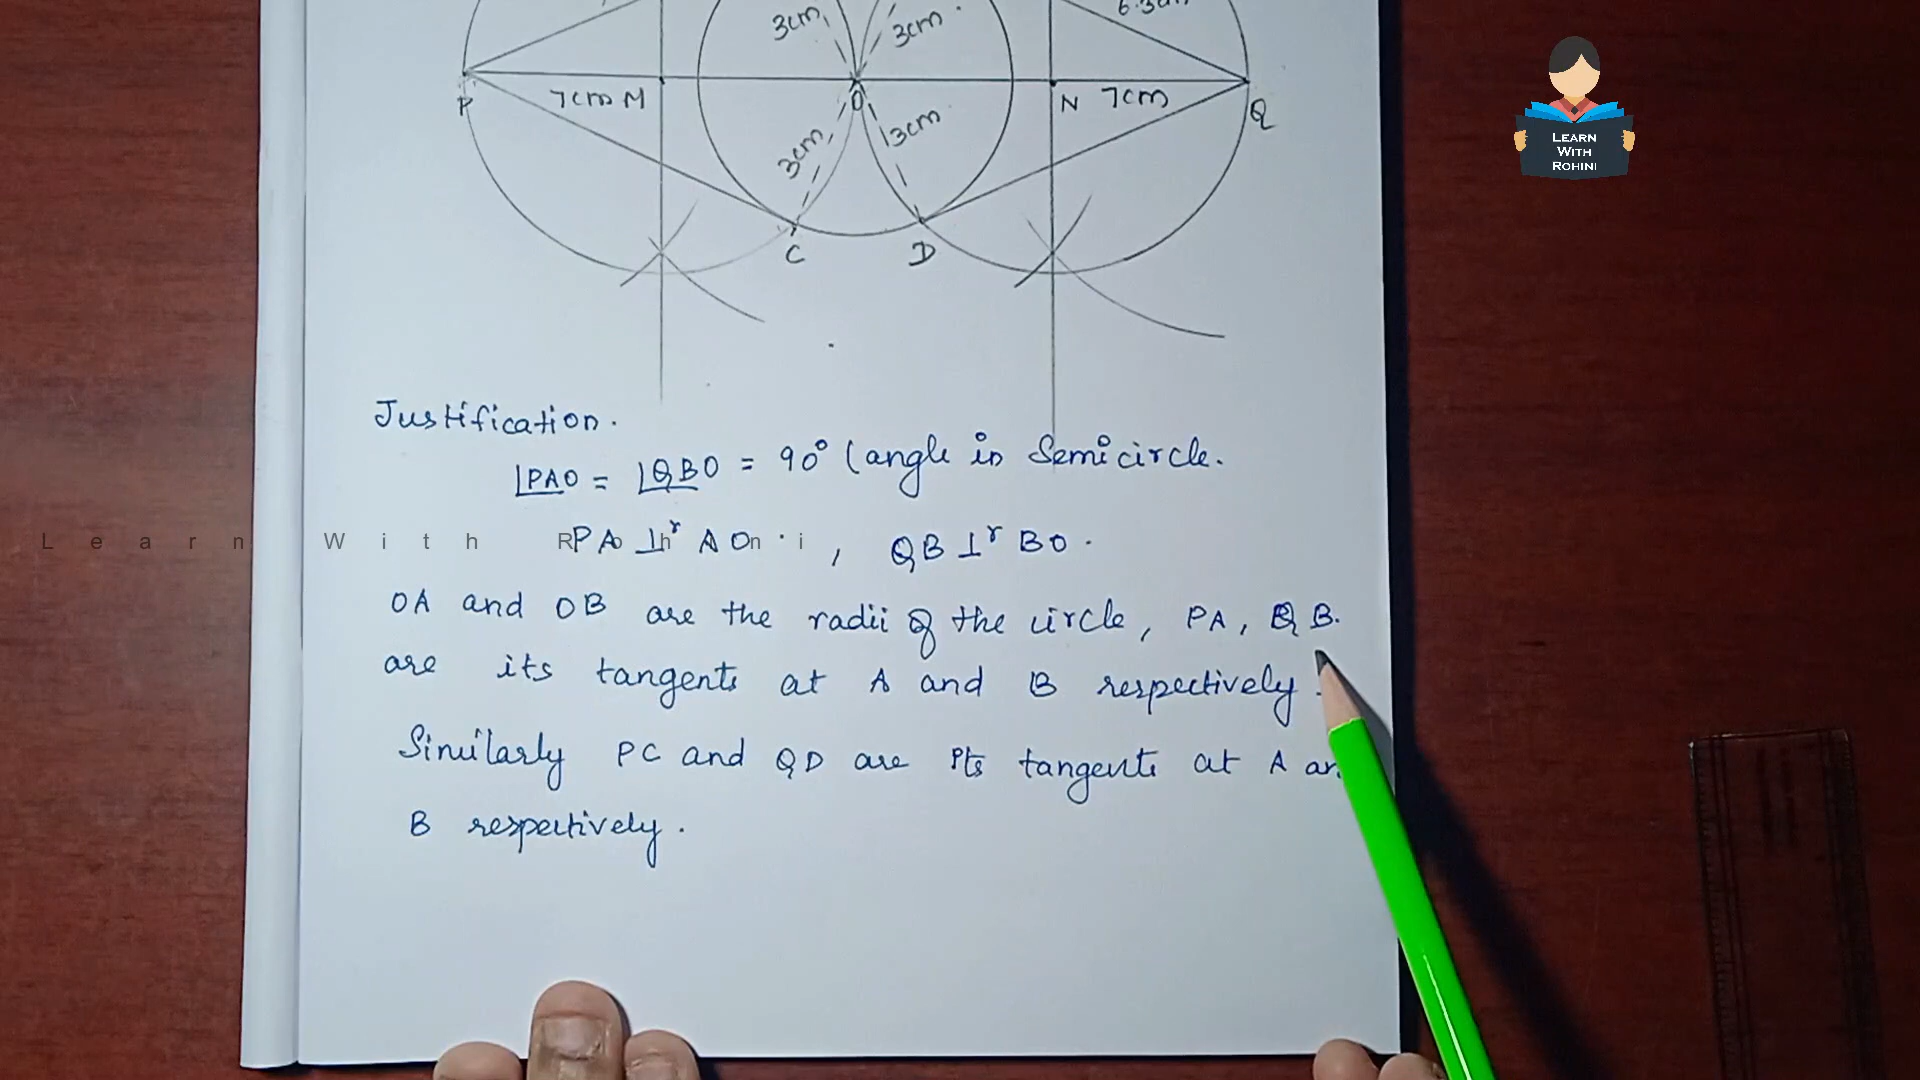 3cm
3cm
6.3cm
P
7cm M
O
N 7cm
Q
3cm
3cm
C
D
LEARN
WITH
ROHINI
Justification.
∠PAO = ∠QBO = 90° (angle in Semicircle.
Learn With Rohini
PA ⊥r AO . , QB ⊥r BO .
OA and OB are the radii of the circle, PA, QB.
are its tangents at A and B respectively .
Similarly PC and QD are its tangents at A an
B respectively .